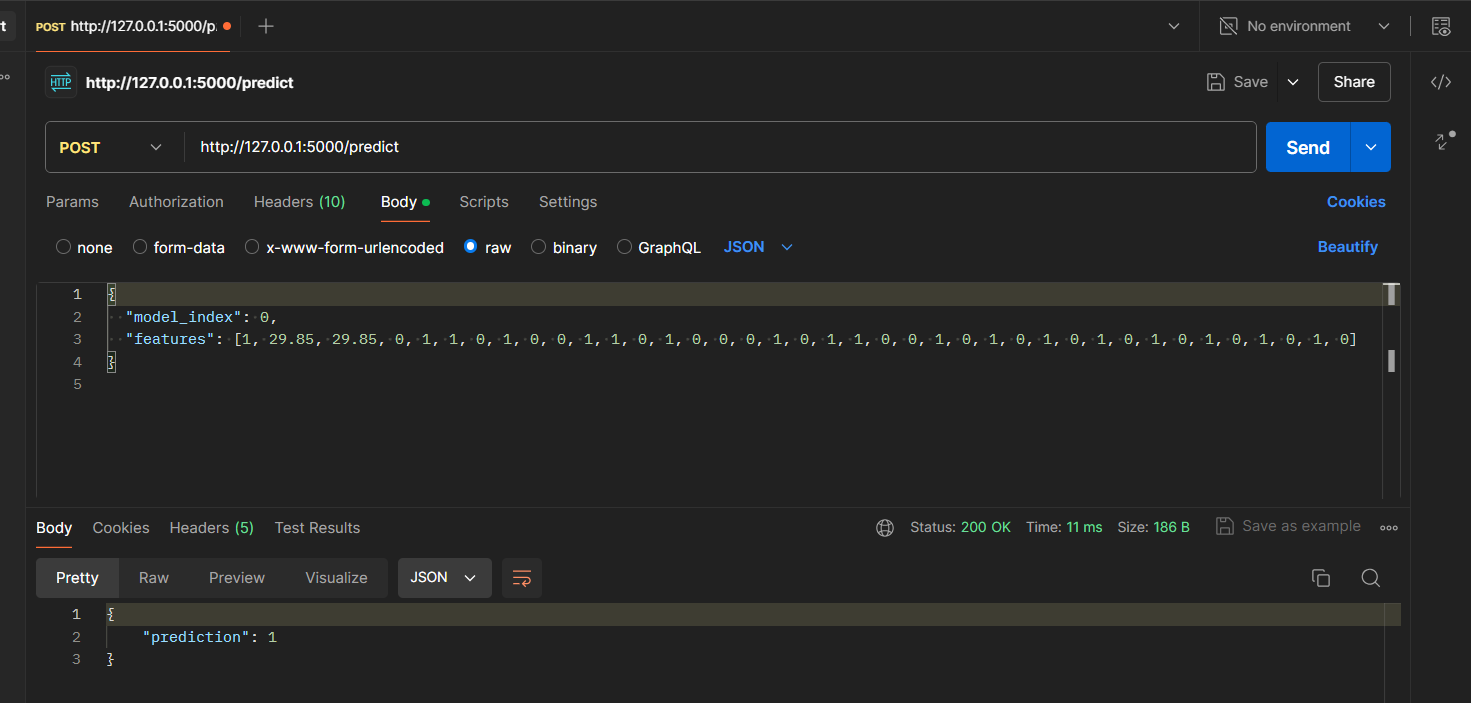 t POST http://127.0.0.1:5000/p. No environment
HTTP http://127.0.0.1:5000/predict Save Share
POST http://127.0.0.1:5000/predict Send
Params Authorization Headers (10) Body Scripts Settings Cookies
none form-data x-www-form-urlencoded raw binary GraphQL JSON Beautify
1 {
2 "model_index": 0,
3 "features": [1, 29.85, 29.85, 0, 1, 1, 0, 1, 0, 0, 1, 1, 0, 1, 0, 0, 0, 1, 0, 1, 1, 0, 0, 1, 0, 1, 0, 1, 0, 1, 0, 1, 0, 1, 0, 1, 0, 1, 0]
4 }
5
Body Cookies Headers (5) Test Results Status: 200 OK Time: 11 ms Size: 186 B Save as example
Pretty Raw Preview Visualize JSON
1 {
2 "prediction": 1
3 }